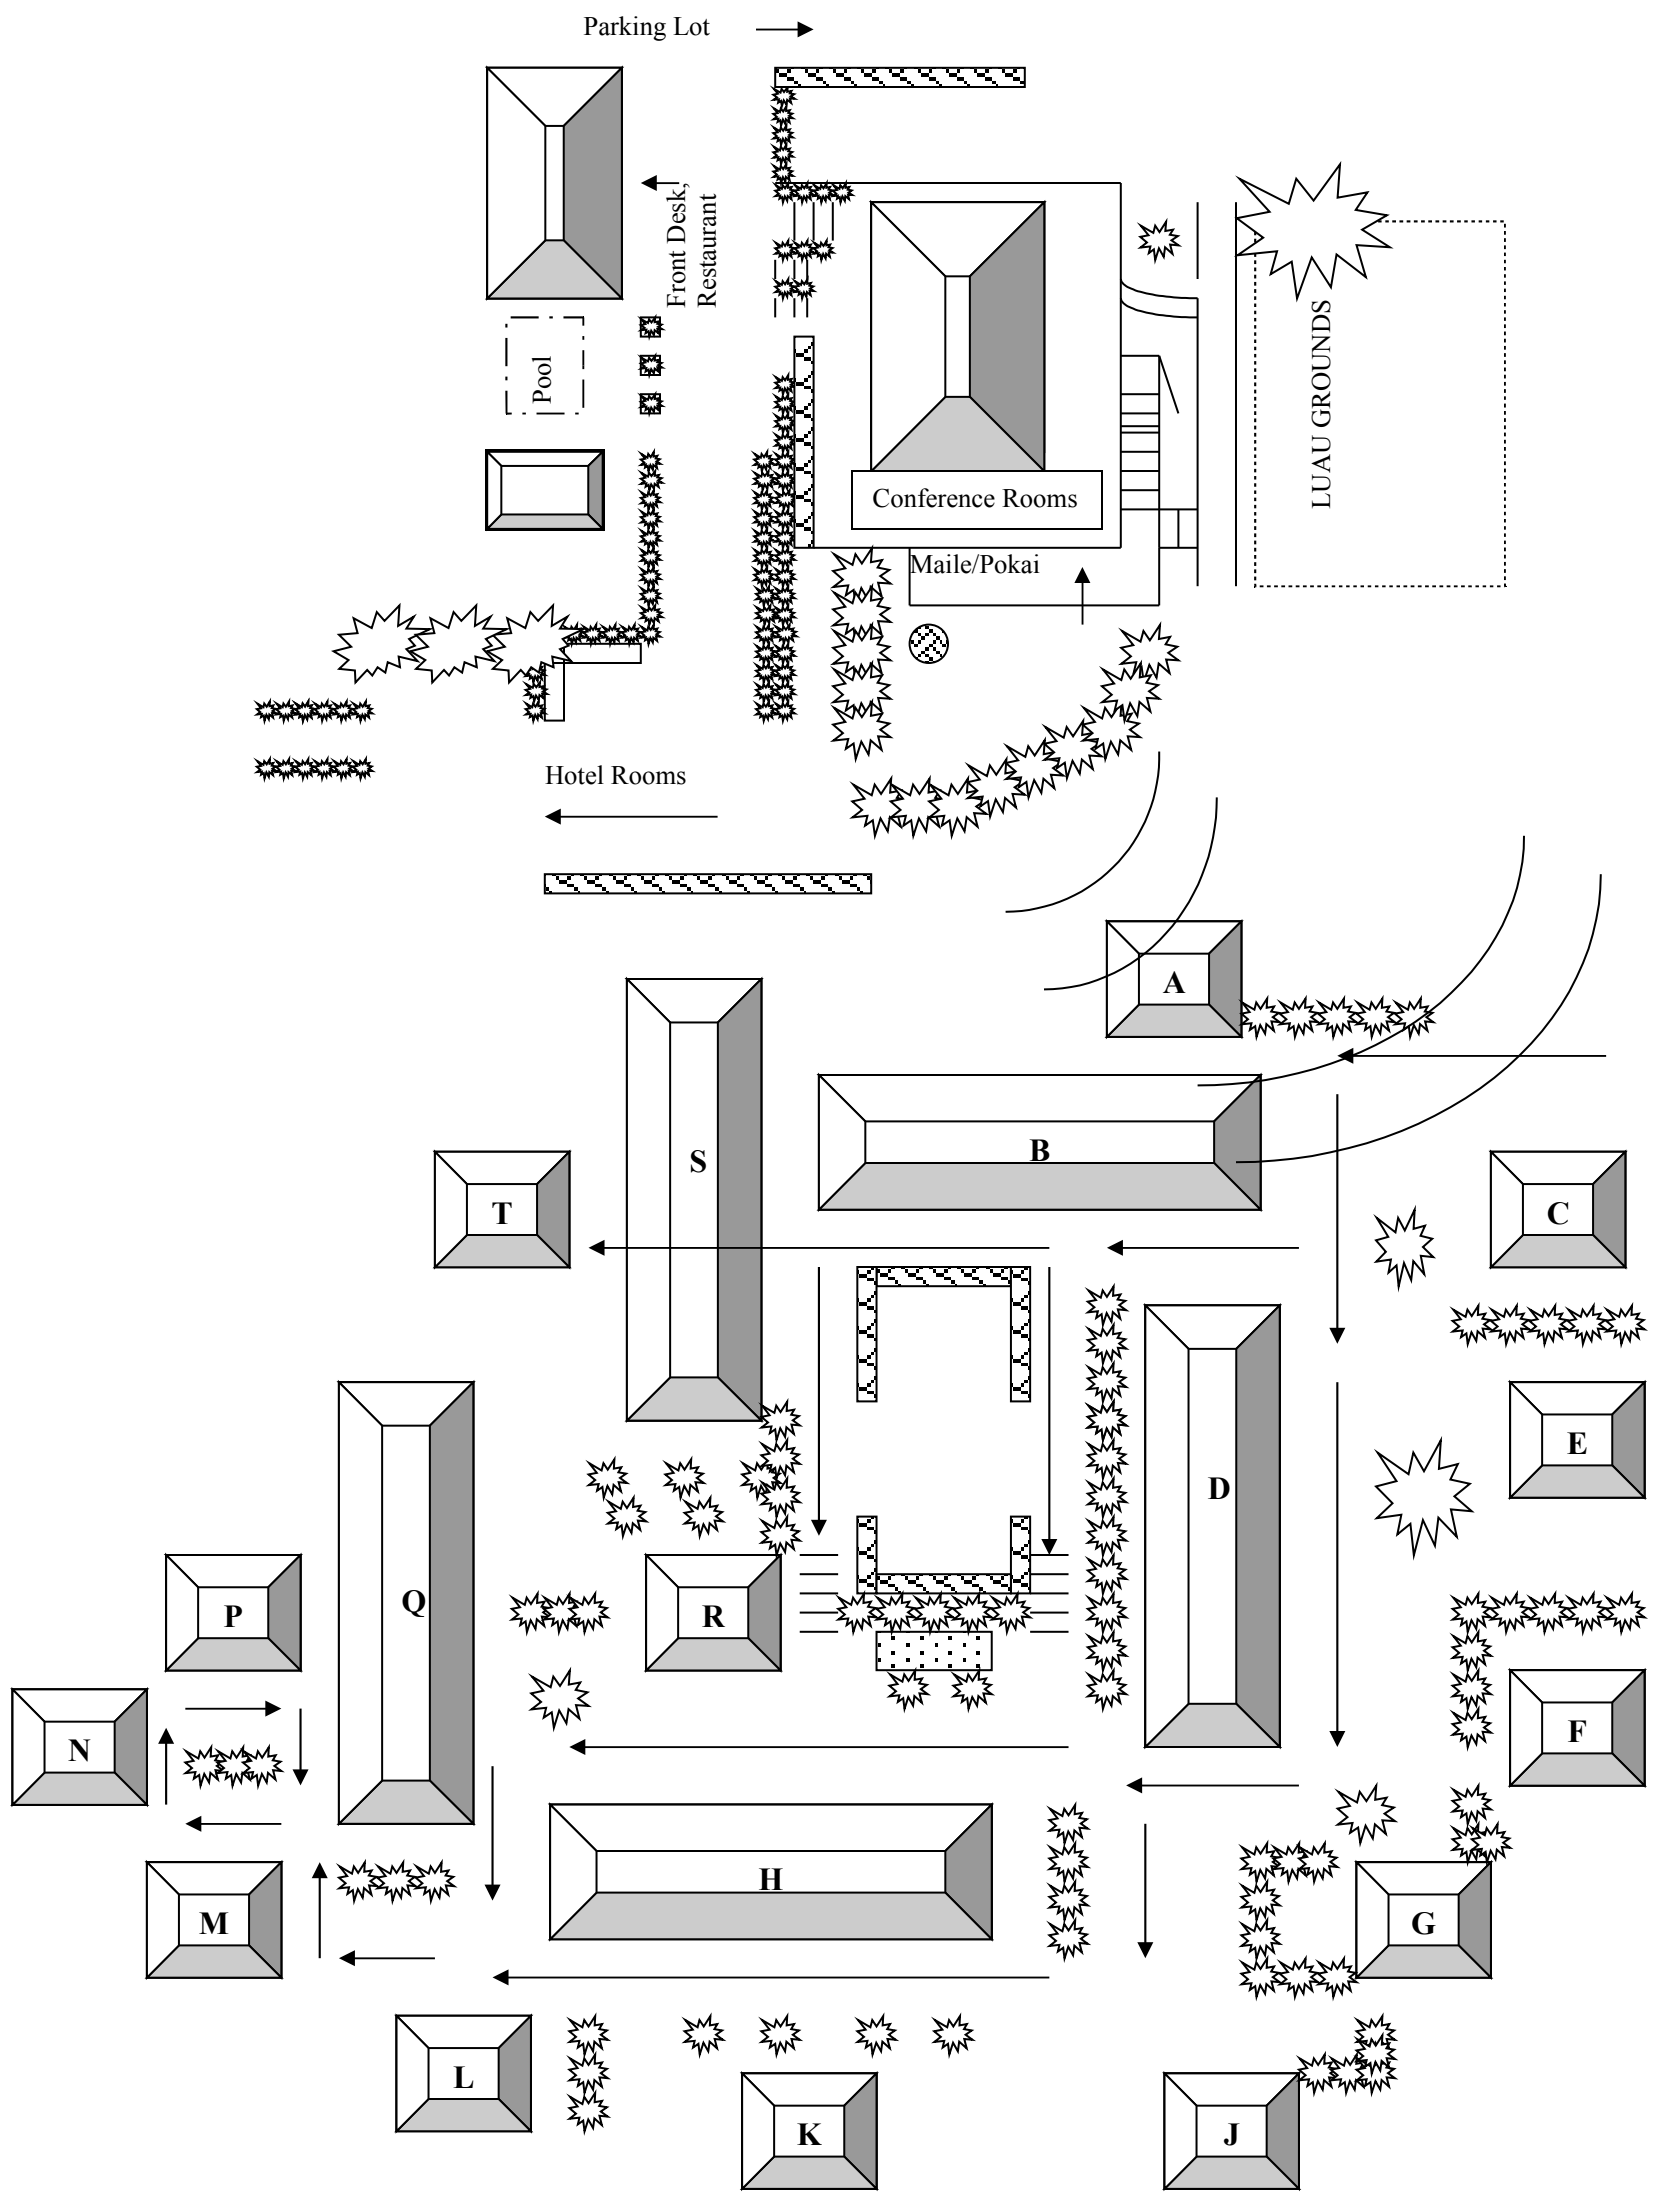 Parking Lot
Front Desk,
Restaurant
Pool
LUAU GROUNDS
Conference Rooms
Maile/Pokai
Hotel Rooms
A
B
S
T
C
E
D
Q
P
R
N
F
H
M
G
L
K
J